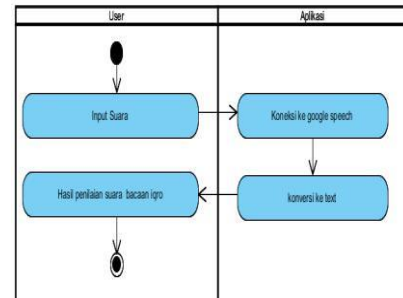 User
Aplikasi
Input Suara
Koneksi ke google speech
Hasil penilaian suara bacaan iqro
konversi ke text